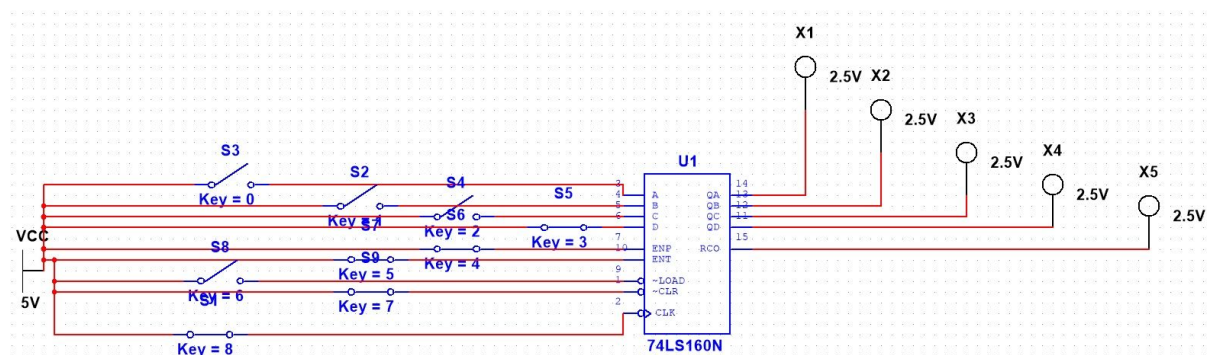 X1
2.5V
X2
2.5V
X3
2.5V
X4
2.5V
X5
2.5V
S3
Key = 0
S2
S4
Key = 1
S7
S6
Key = 2
S5
Key = 3
VCC
5V
S8
S9
Key = 4
Key = 5
Key = 6
S1
Key = 7
Key = 8
U1
3
4
5
6
7
10
9
1
2
A
B
C
D
ENP
ENT
~LOAD
~CLR
CLK
QA
QB
QC
QD
RCO
14
13
12
11
15
74LS160N